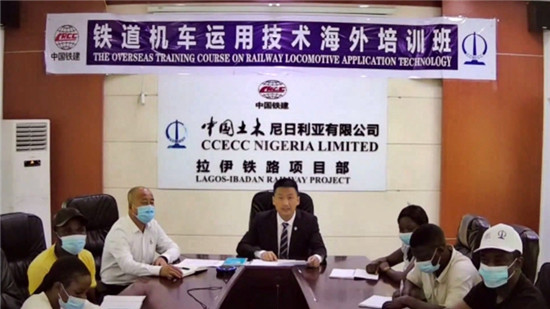 铁道机车运用技术海外培训班
THE OVERSEAS TRAINING COURSE ON RAILWAY LOCOMOTIVE APPLICATION TECHNOLOGY
CRCC
中国铁建
CRCC
中国铁建
中国土木 尼日利亚有限公司
CCECC NIGERIA LIMITED
拉伊铁路项目部
LAGOS-IBADAN RAILWAY PROJECT